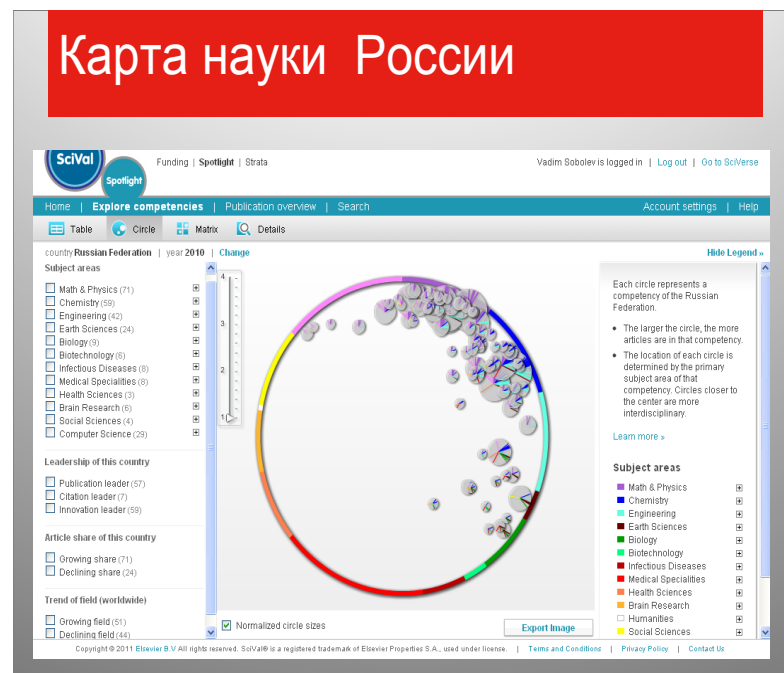 Карта науки  России
SciVal
Spotlight
Funding | Spotlight | Strata
Vadim Sobolev is logged in | Log out | Go to SciVerse
Home | Explore competencies | Publication overview | Search
Account settings | Help
Table Circle Matrix Details
country Russian Federation | year 2010 | Change
Hide Legend »
Subject areas
Math & Physics (71)
Chemistry (59)
Engineering (42)
Earth Sciences (24)
Biology (9)
Biotechnology (6)
Infectious Diseases (8)
Medical Specialities (8)
Health Sciences (3)
Brain Research (6)
Social Sciences (4)
Computer Science (29)
Leadership of this country
Publication leader (57)
Citation leader (7)
Innovation leader (59)
Article share of this country
Growing share (71)
Declining share (24)
Trend of field (worldwide)
Growing field (51)
Declining field (44)
4
3
2
1
Normalized circle sizes
Export Image
Each circle represents a
competency of the Russian
Federation.
• The larger the circle, the more
articles are in that competency.
• The location of each circle is
determined by the primary
subject area of that
competency. Circles closer to
the center are more
interdisciplinary.
Learn more »
Subject areas
Math & Physics
Chemistry
Engineering
Earth Sciences
Biology
Biotechnology
Infectious Diseases
Medical Specialities
Health Sciences
Brain Research
Humanities
Social Sciences
Copyright © 2011 Elsevier B.V All rights reserved. SciVal® is a registered trademark of Elsevier Properties S.A., used under license. | Terms and Conditions | Privacy Policy | Contact Us